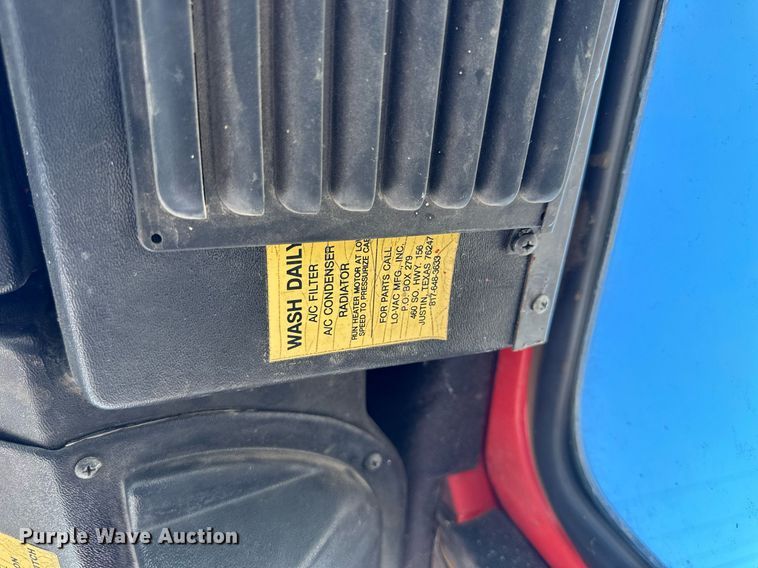 WASH DAILY
A/C FILTER
A/C CONDENSER
RADIATOR
RUN HEATER MOTOR AT LOW
SPEED TO PRESSURIZE CAB
FOR PARTS CALL
LO-VAC MFG., INC.
P.O. BOX 279
460 SO. HWY. 156
JUSTIN, TEXAS 76247
817-648-3633
Purple Wave Auction